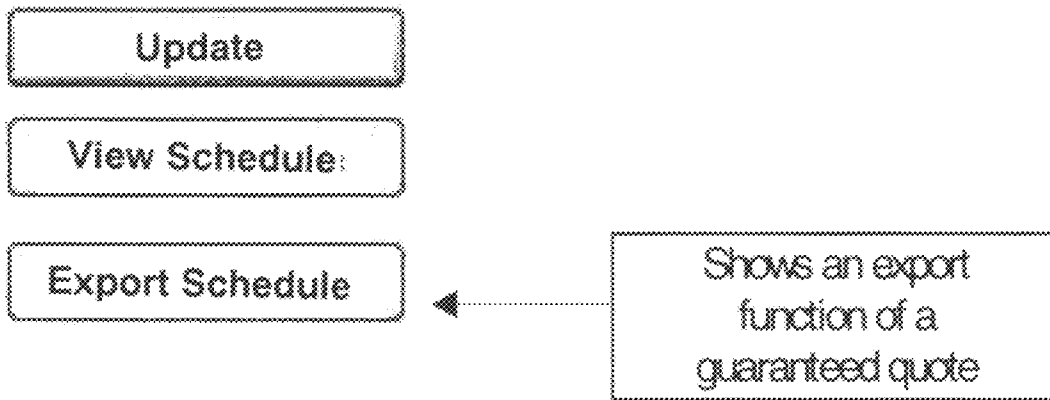 Update
View Schedule
Export Schedule
Shows an export
function of a
guaranteed quote